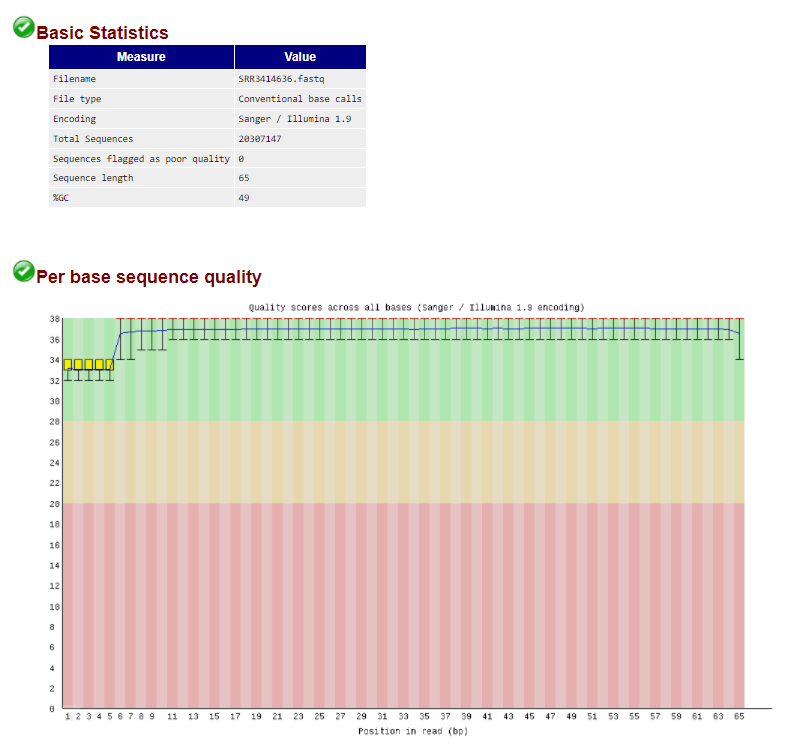 Basic Statistics
Measure Value
Filename SRR3414636.fastq
File type Conventional base calls
Encoding Sanger / Illumina 1.9
Total Sequences 20307147
Sequences flagged as poor quality 0
Sequence length 65
%GC 49
Per base sequence quality
Quality scores across all bases (Sanger / Illumina 1.9 encoding)
38
36
34
32
30
28
26
24
22
20
18
16
14
12
10
8
6
4
2
0
1 2 3 4 5 6 7 8 9 11 13 15 17 19 21 23 25 27 29 31 33 35 37 39 41 43 45 47 49 51 53 55 57 59 61 63 65
Position in read (bp)